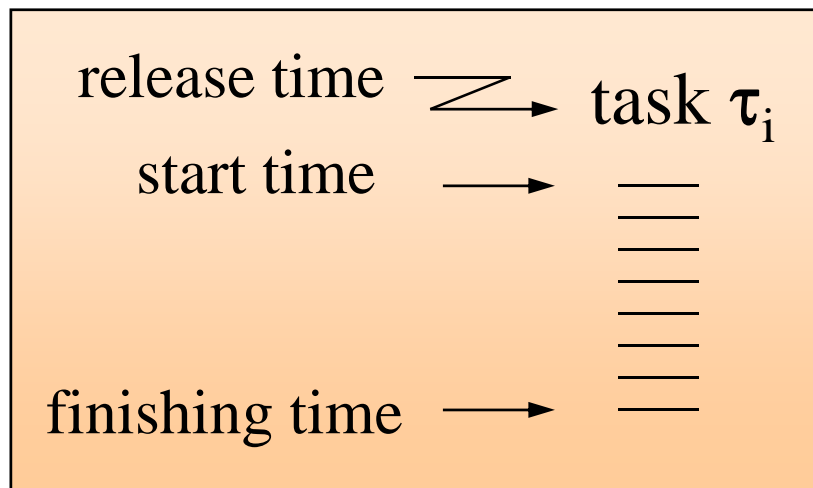 release time
task τi
start time
finishing time